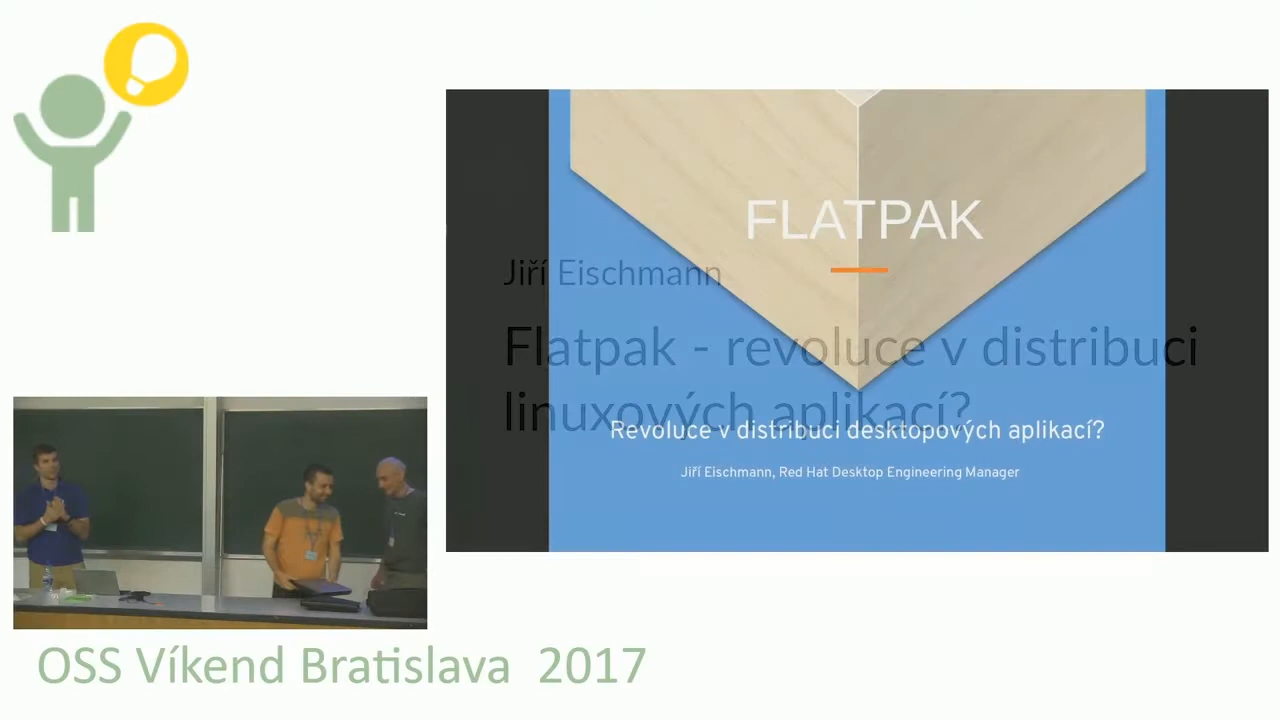 FLATPAK
Jiří Eischmann
Flatpak - revoluce v distribuci
linuxových aplikací?
Revoluce v distribuci desktopových aplikací?
Jiří Eischmann, Red Hat Desktop Engineering Manager
OSS Víkend Bratislava 2017